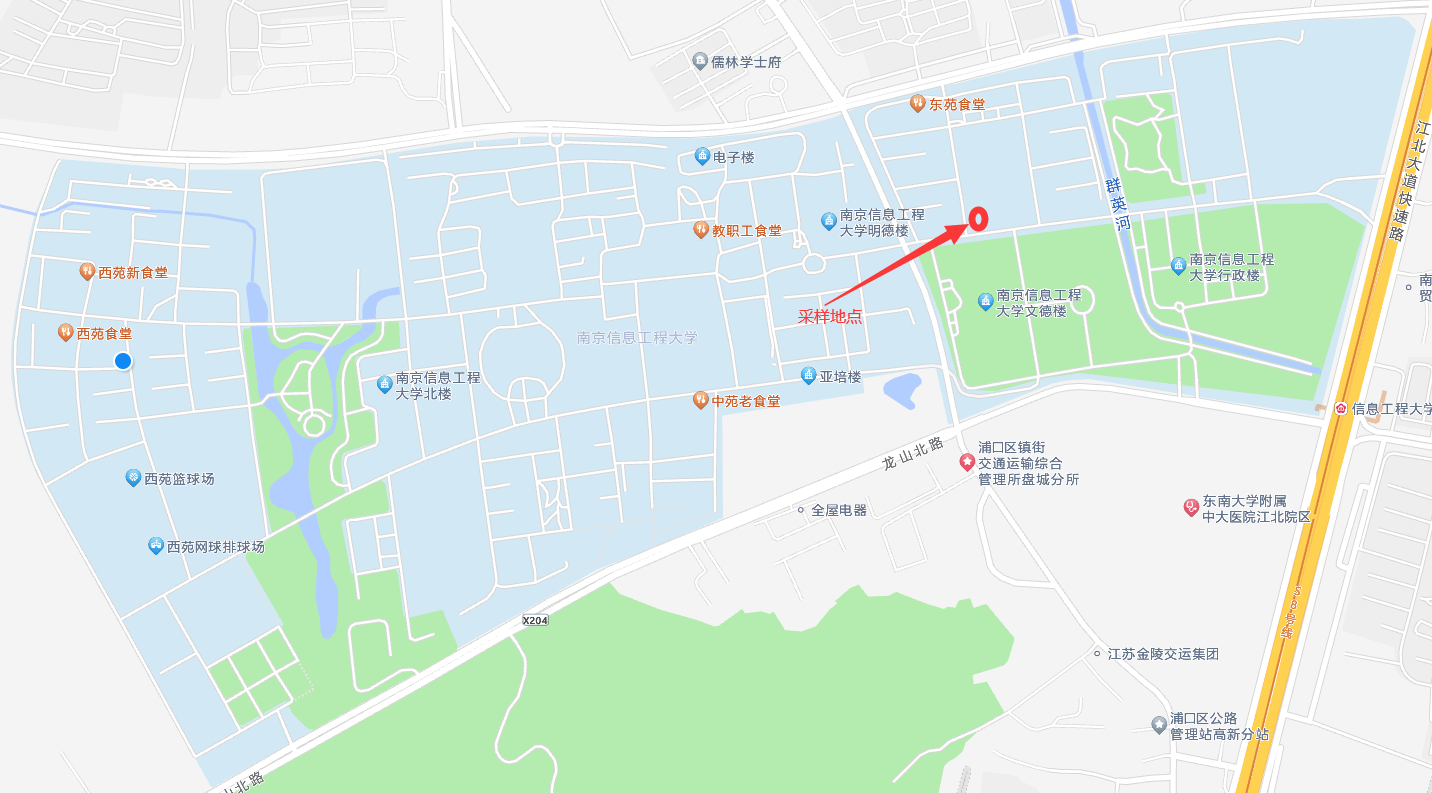 儒林学士府
东苑食堂
江北大道快速路
电子楼
群英河
南京信息工程
大学明德楼
教职工食堂
南京信息工程
大学行政楼
西苑新食堂
南
贸
南京信息工程
大学文德楼
采样地点
西苑食堂
南京信息工程大学
南京信息工程
大学北楼
亚培楼
中苑老食堂
信息工程大学
龙山北路
浦口区镇街
交通运输综合
管理所盘城分所
西苑篮球场
全屋电器
东南大学附属
中大医院江北院区
西苑网球排球场
S8号线
X204
江苏金陵交运集团
浦口区公路
管理站高新分站
山北路